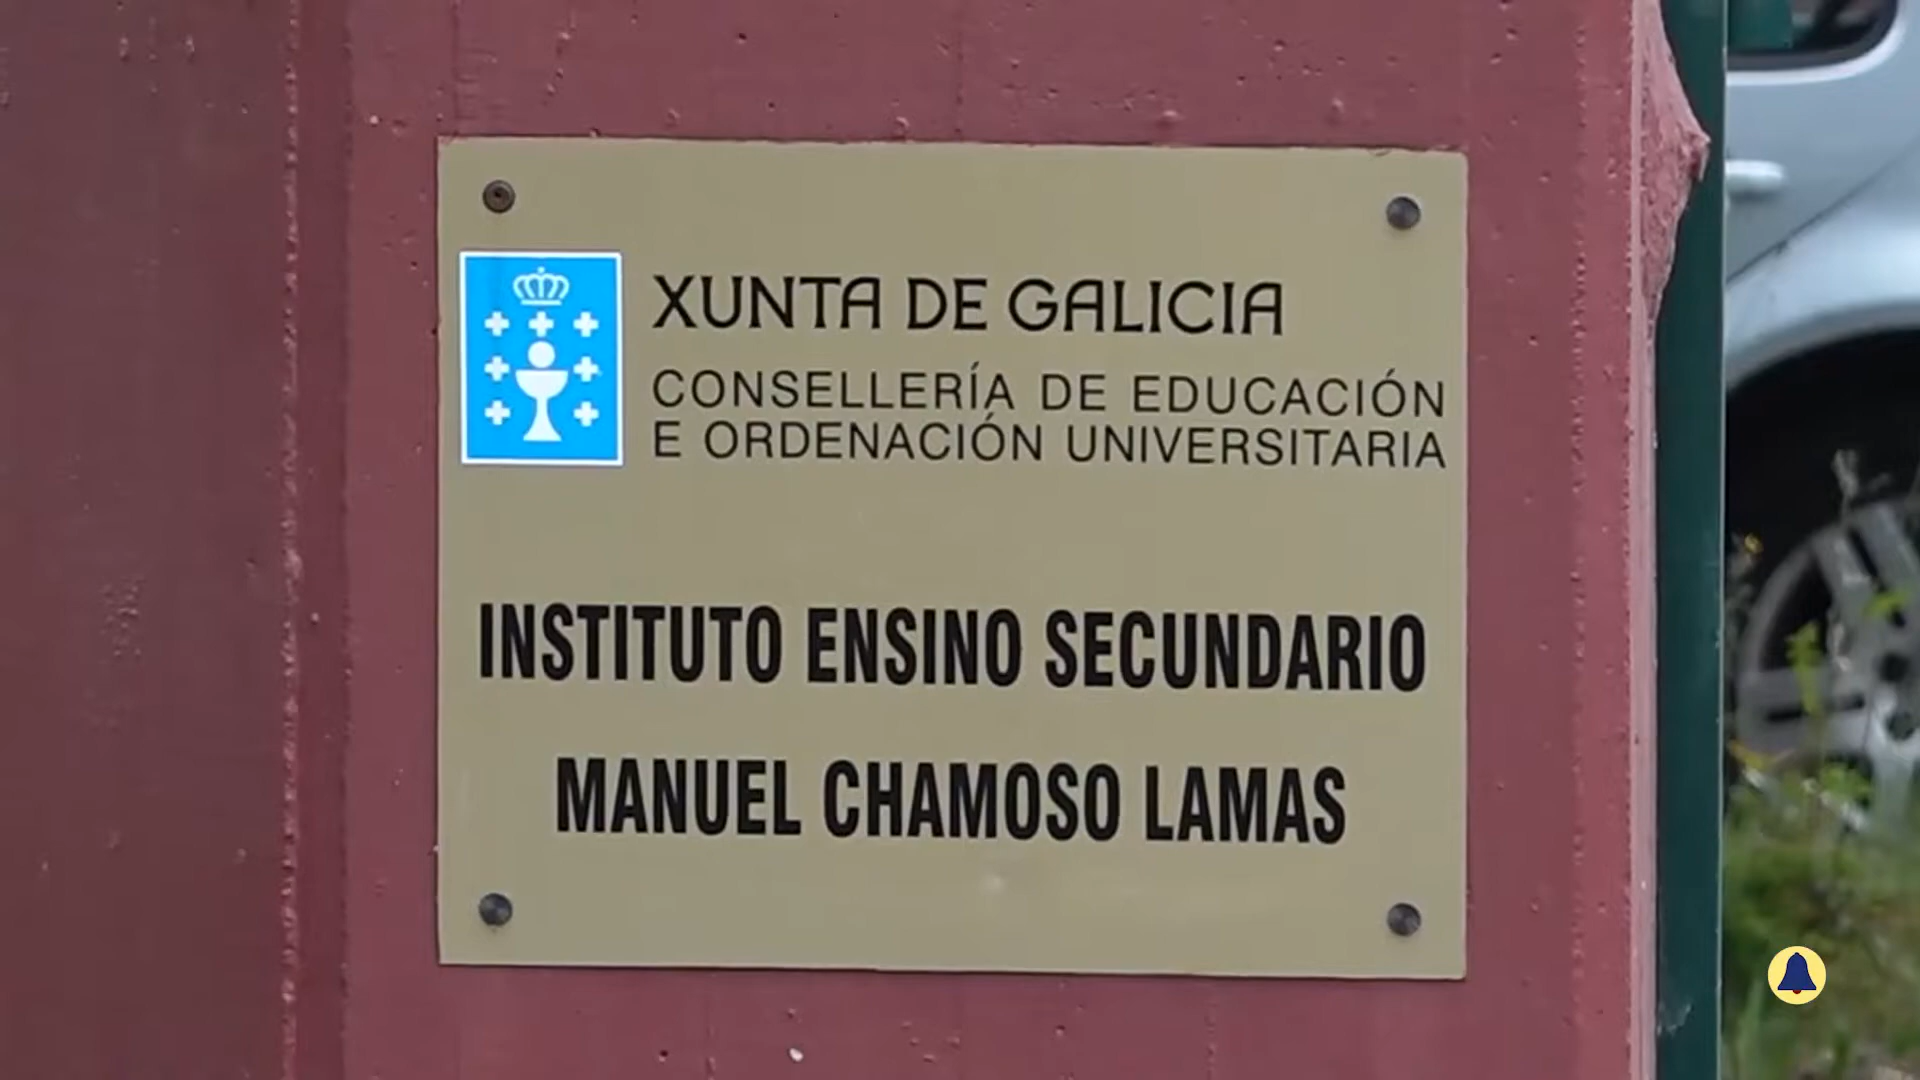 XUNTA DE GALICIA
CONSELLERÍA DE EDUCACIÓN
E ORDENACIÓN UNIVERSITARIA
INSTITUTO ENSINO SECUNDARIO
MANUEL CHAMOSO LAMAS